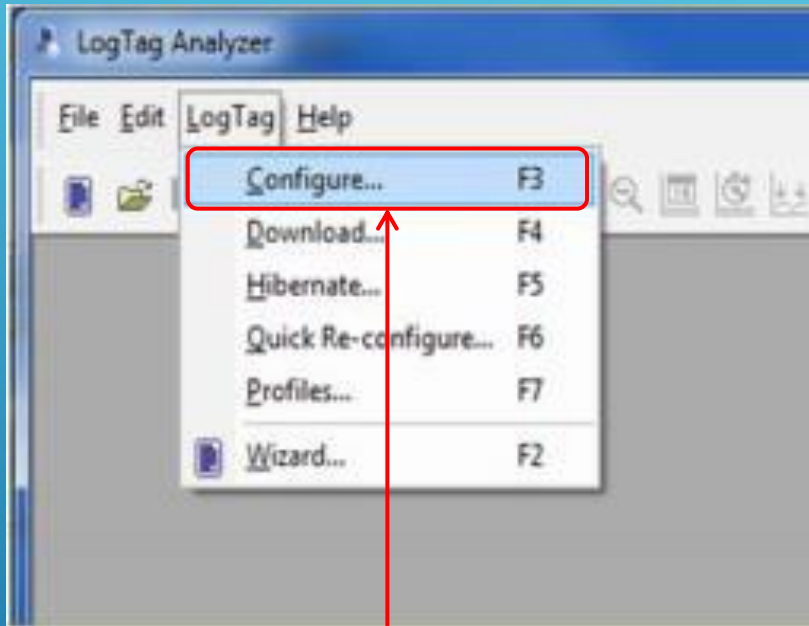 LogTag Analyzer
File Edit LogTag Help
Configure... F3
Download... F4
Hibernate... F5
Quick Re-configure... F6
Profiles... F7
Wizard... F2